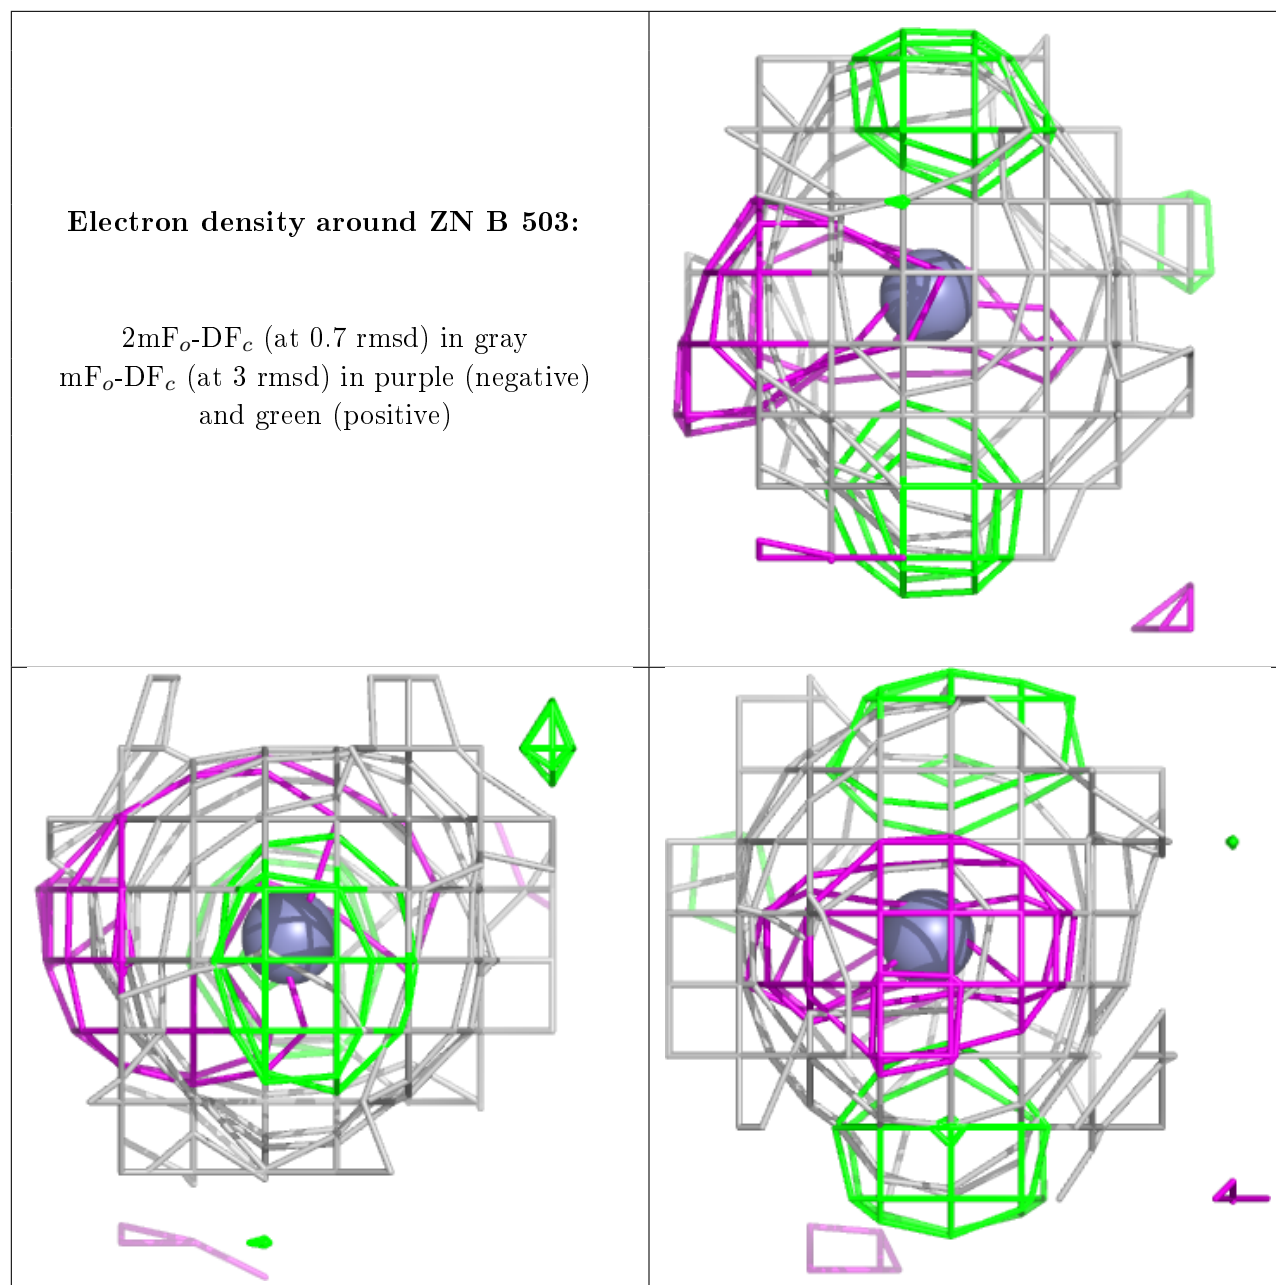 Electron density around ZN B 503:
2mFo-DFc (at 0.7 rmsd) in gray
mFo-DFc (at 3 rmsd) in purple (negative)
and green (positive)